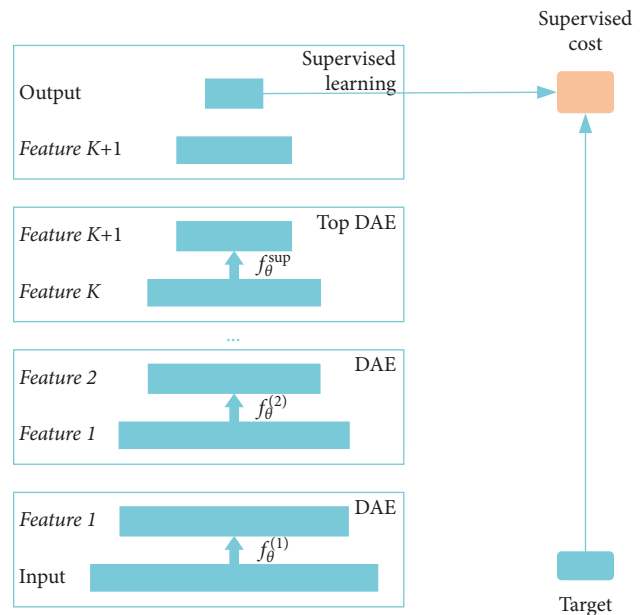 Supervised
cost
Supervised
learning
Output
Feature K+1
Feature K+1
Top DAE
f_θ^sup
Feature K
...
DAE
Feature 2
f_θ^(2)
Feature 1
DAE
Feature 1
f_θ^(1)
Input
Target